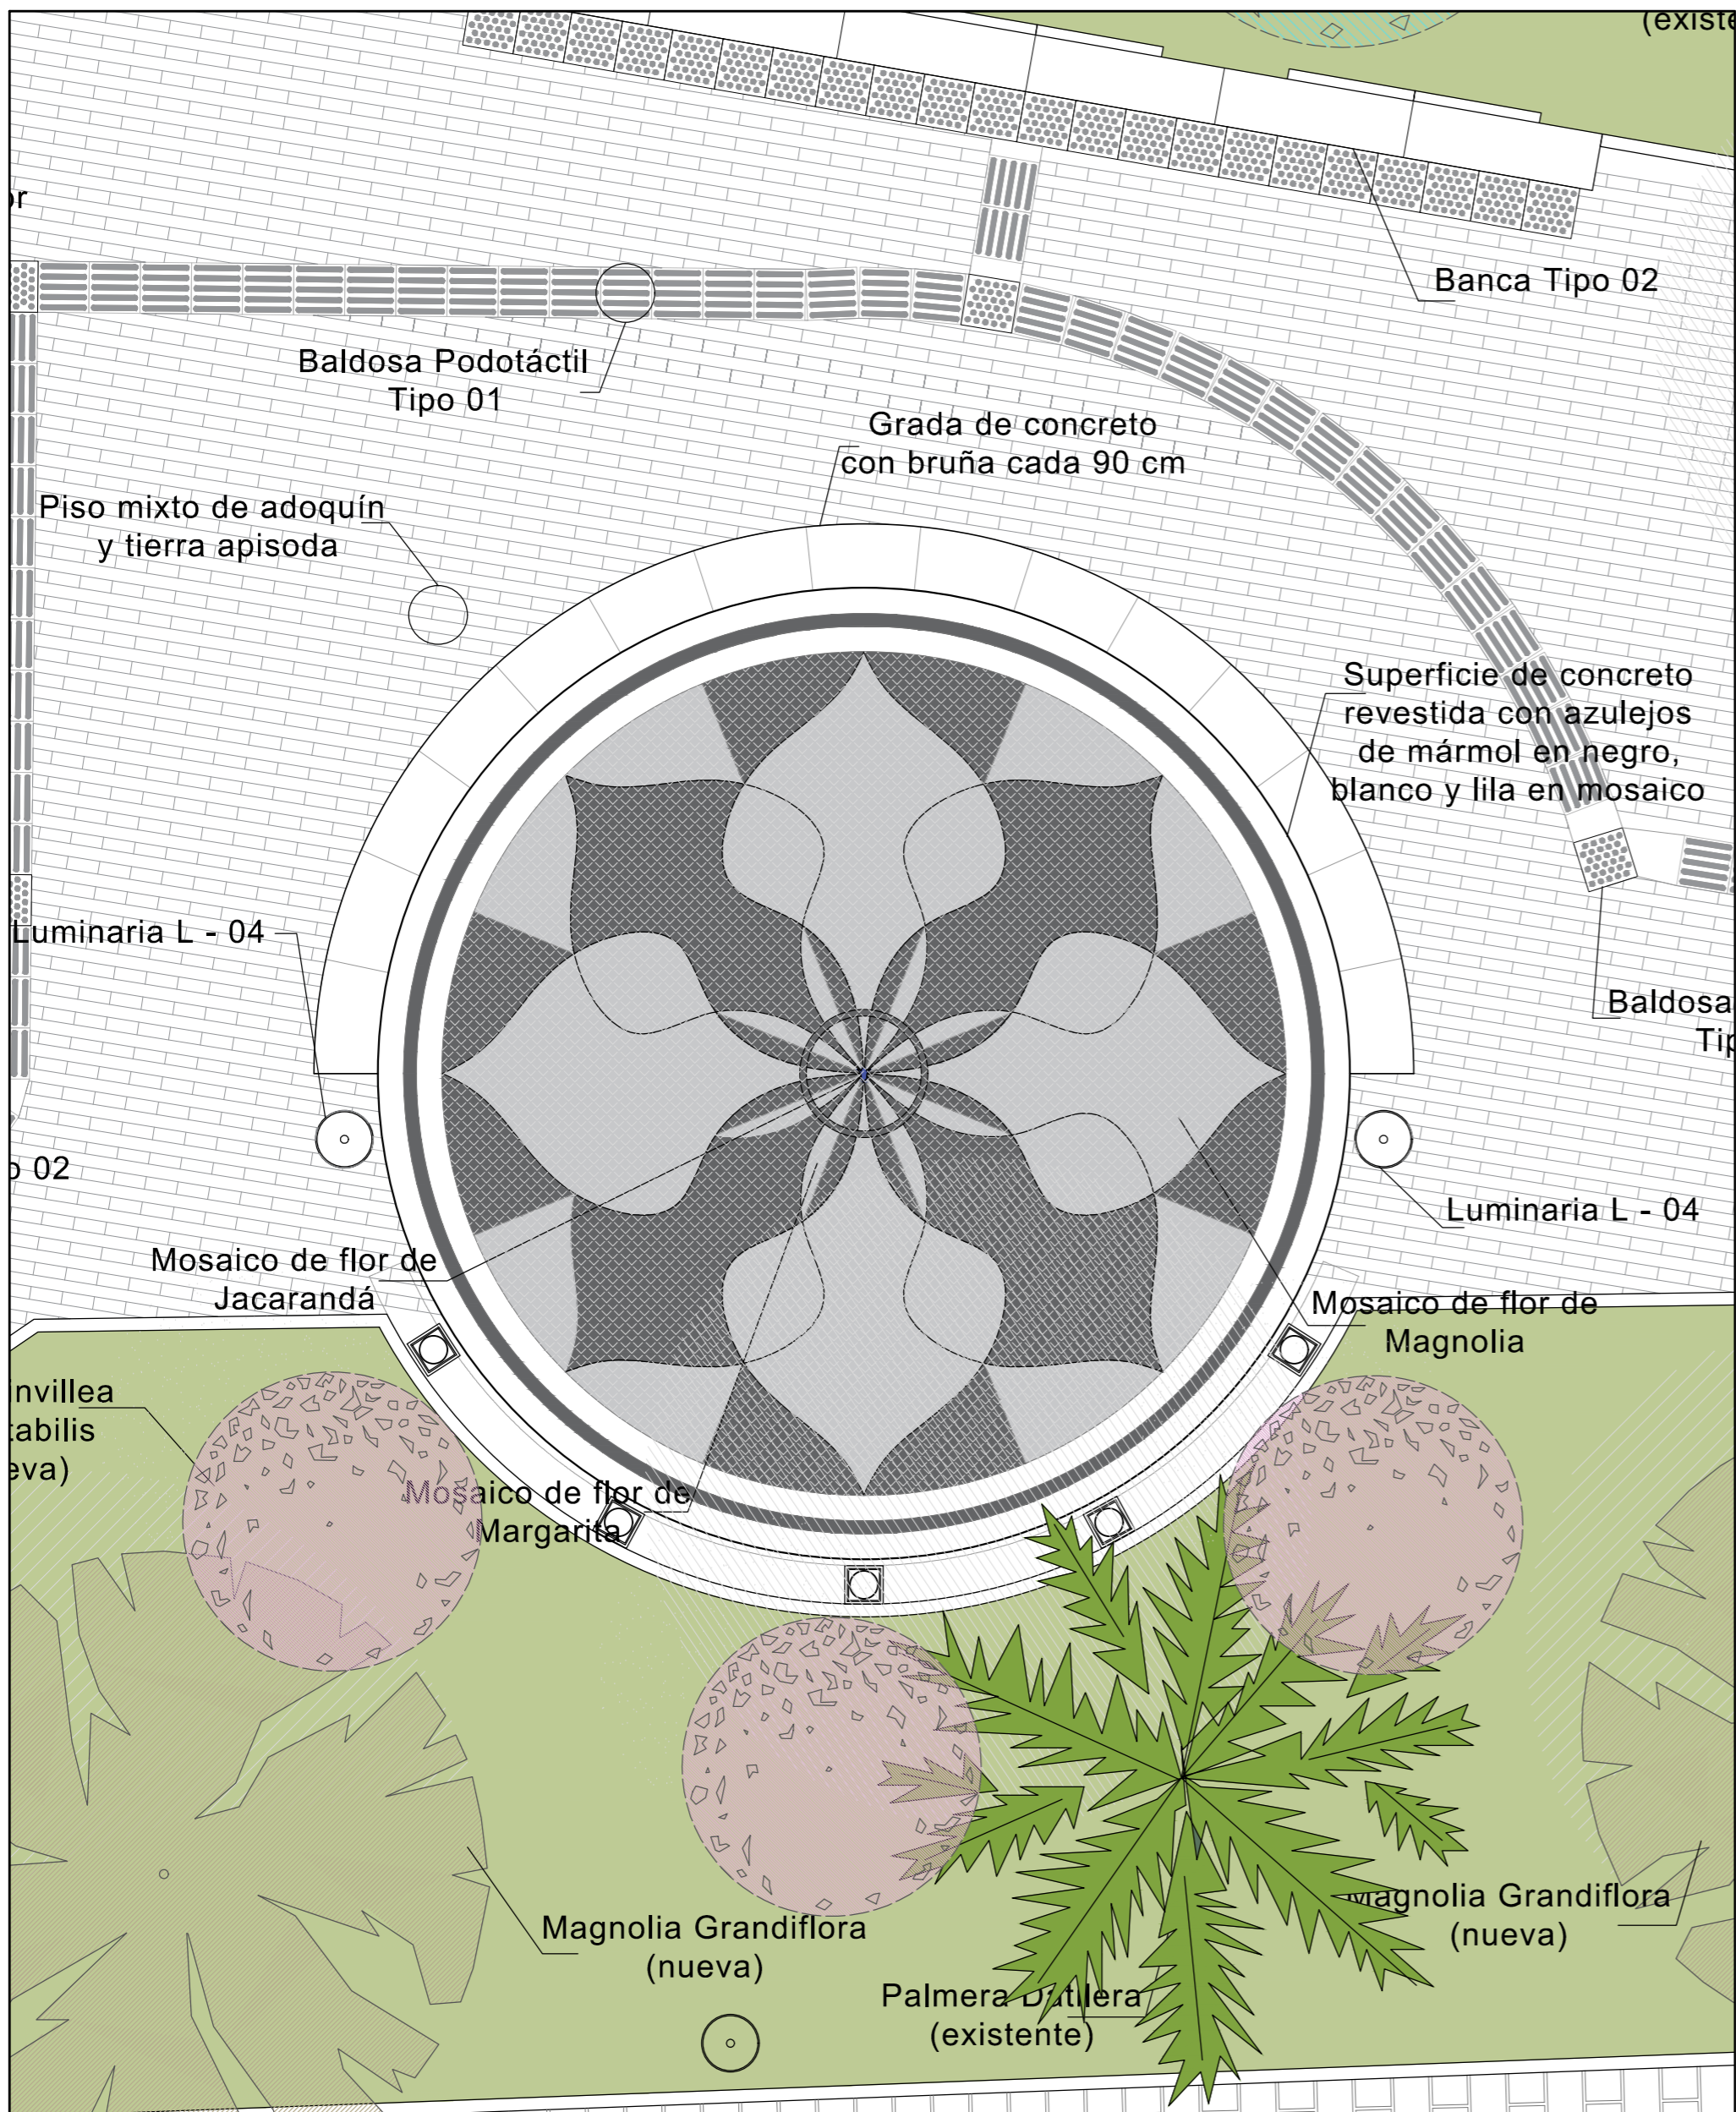 (existe
or
Banca Tipo 02
Baldosa Podotáctil
Tipo 01
Grada de concreto
con bruña cada 90 cm
Piso mixto de adoquín
y tierra apisoda
Superficie de concreto
revestida con azulejos
de mármol en negro,
blanco y lila en mosaico
Luminaria L - 04
Baldosa
Tip
o 02
Luminaria L - 04
Mosaico de flor de
Jacarandá
Mosaico de flor de
Magnolia
invillea
tabilis
eva)
Mosaico de flor de
Margarita
Magnolia Grandiflora
(nueva)
Magnolia Grandiflora
(nueva)
Palmera Datilera
(existente)